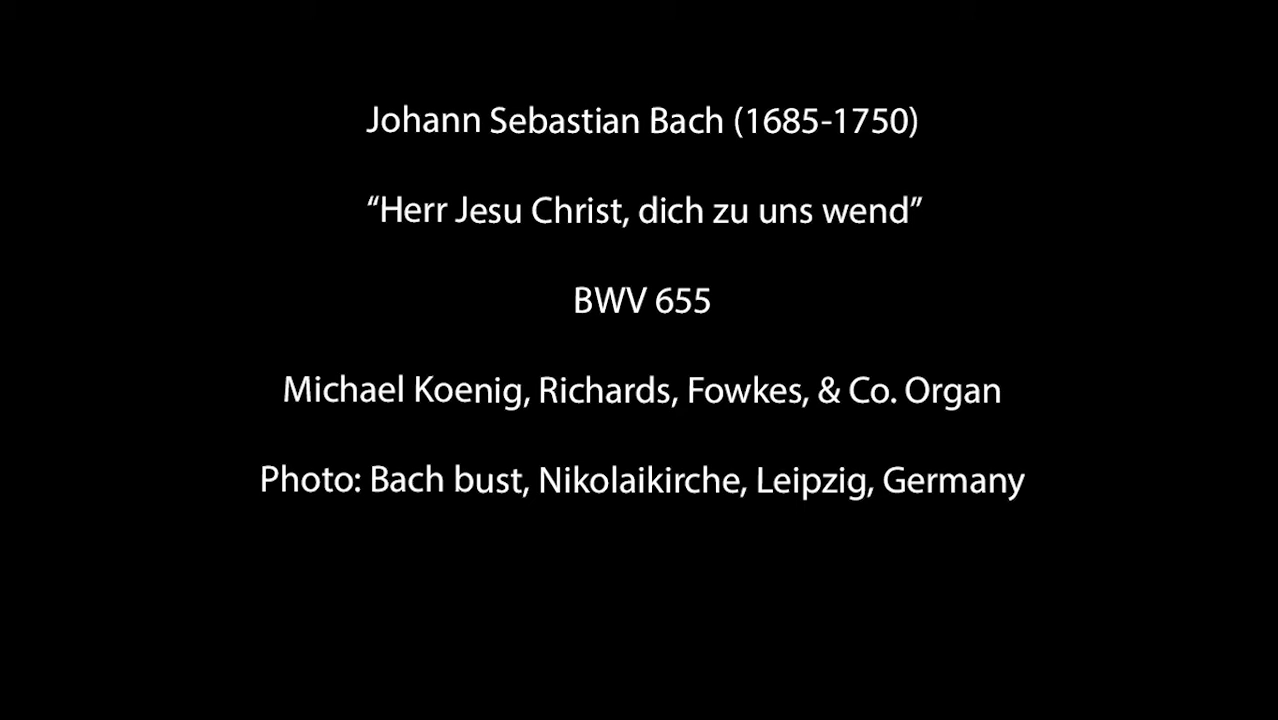 Johann Sebastian Bach (1685-1750)
“Herr Jesu Christ, dich zu uns wend”
BWV 655
Michael Koenig, Richards, Fowkes, & Co. Organ
Photo: Bach bust, Nikolaikirche, Leipzig, Germany